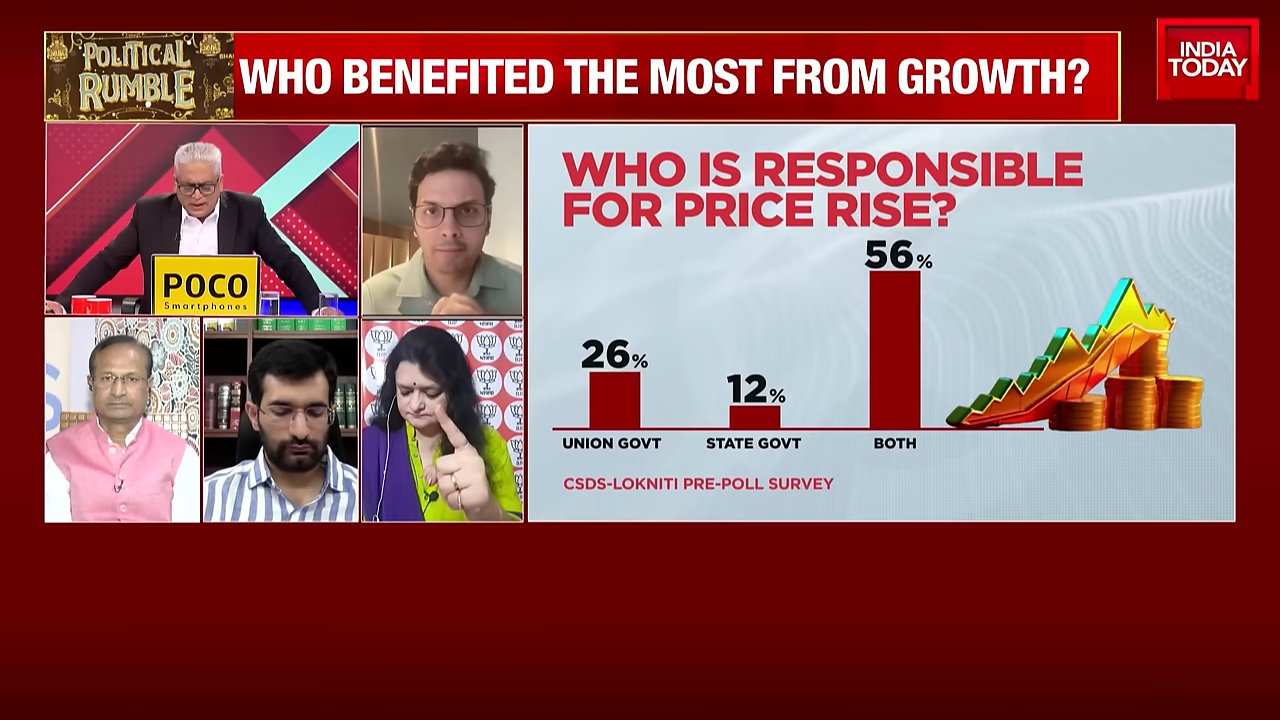 POLITICAL
RUMBLE
WHO BENEFITED THE MOST FROM GROWTH?
INDIA
TODAY
POCO
Smartphones
WHO IS RESPONSIBLE
FOR PRICE RISE?
26%
12%
56%
UNION GOVT
STATE GOVT
BOTH
CSDS-LOKNITI PRE-POLL SURVEY